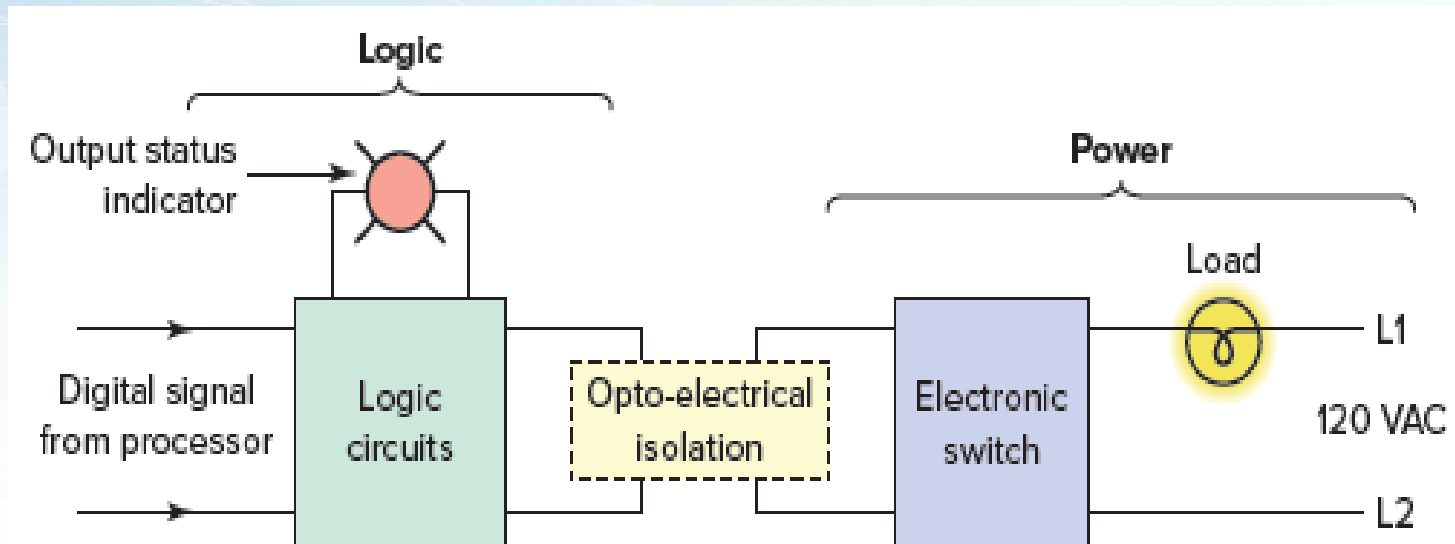 Logic
Output status
indicator
Power
Load
L1
Digital signal
from processor
Logic
circuits
Opto-electrical
isolation
Electronic
switch
120 VAC
L2